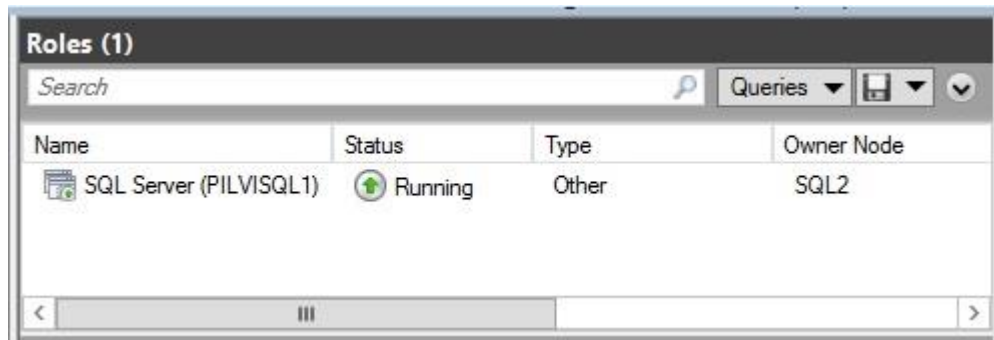 Roles (1)
Search Queries
Name Status Type Owner Node
SQL Server (PILVISQL1) Running Other SQL2